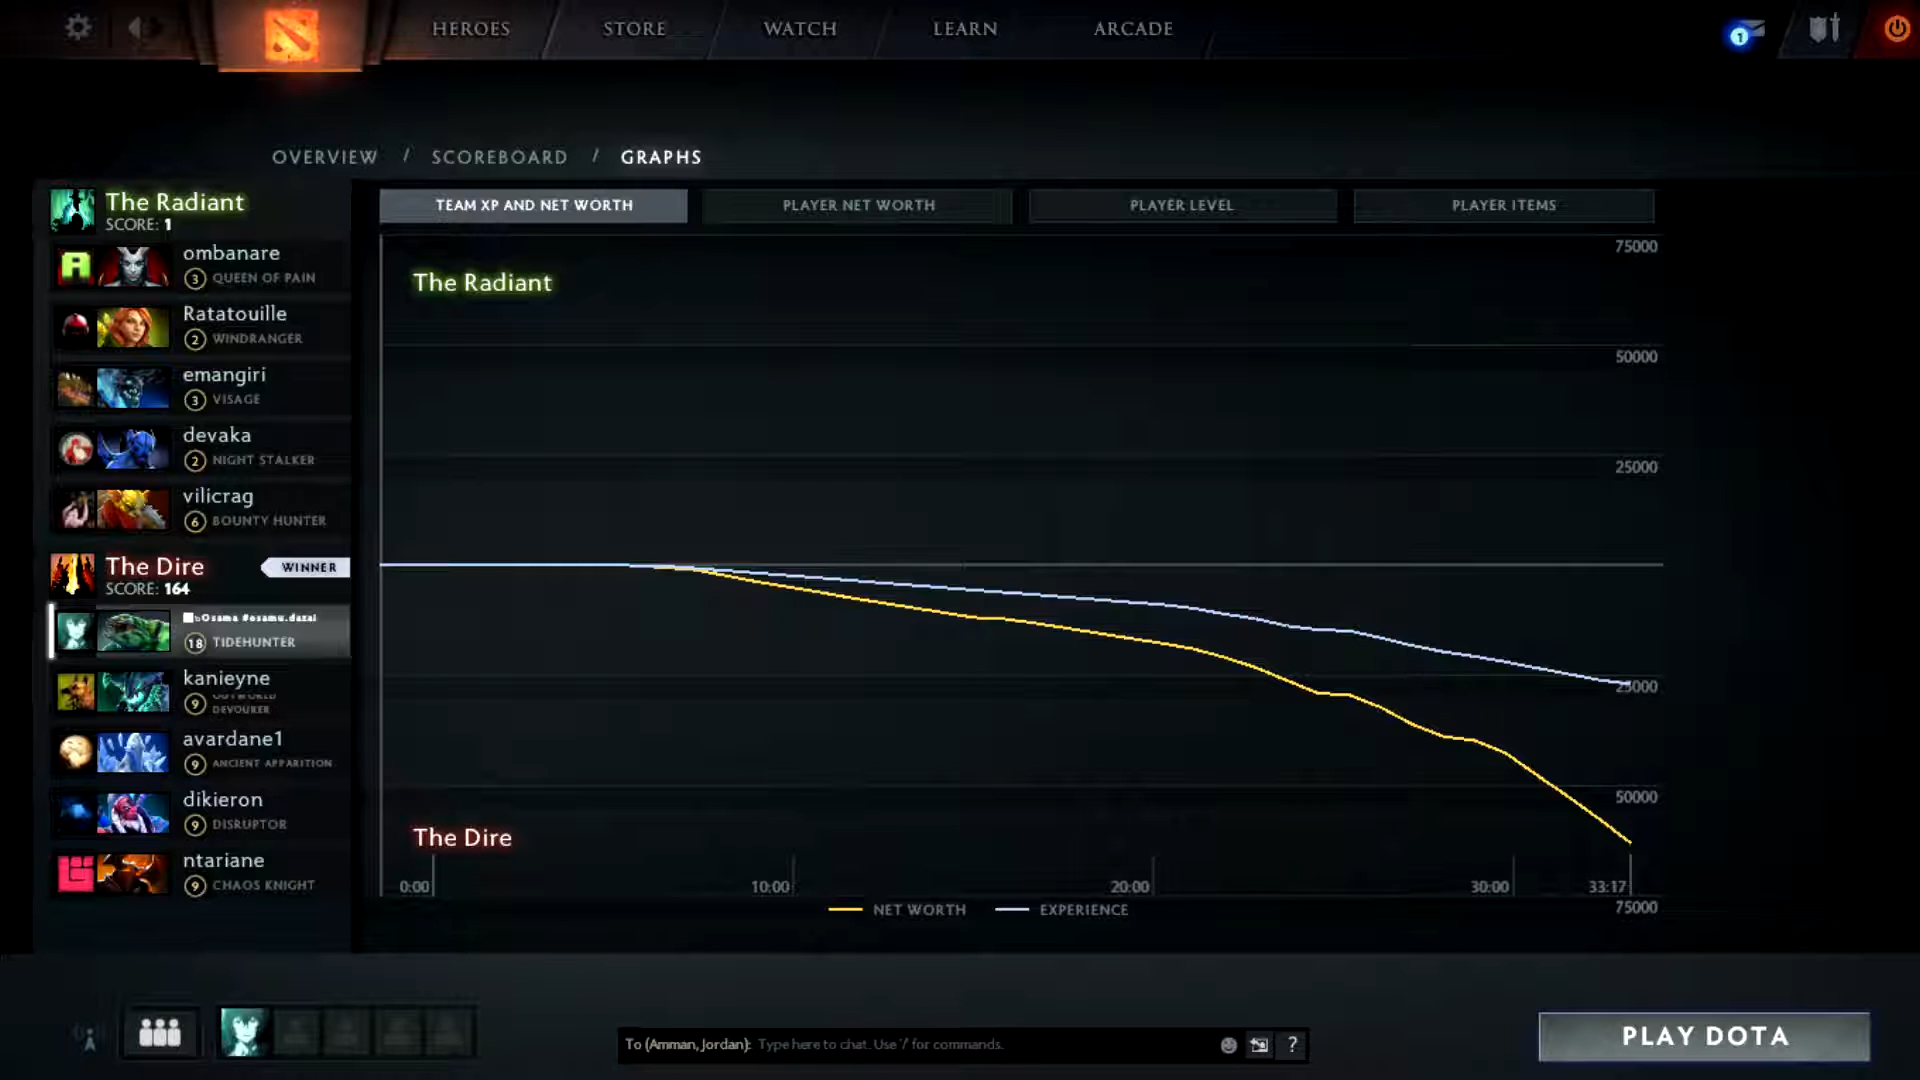 HEROES
STORE
WATCH
LEARN
ARCADE
1
OVERVIEW / SCOREBOARD / GRAPHS
The Radiant
SCORE: 1
ombanare
3 QUEEN OF PAIN
Ratatouille
2 WINDRANGER
emangiri
3 VISAGE
devaka
2 NIGHT STALKER
vilicrag
6 BOUNTY HUNTER
The Dire
WINNER
SCORE: 164
Osama #osamu.dazai
18 TIDEHUNTER
kanieyne
9 OUTWORLD
DEVOURER
avardane1
9 ANCIENT APPARITION
dikieron
9 DISRUPTOR
ntariane
9 CHAOS KNIGHT
TEAM XP AND NET WORTH
PLAYER NET WORTH
PLAYER LEVEL
PLAYER ITEMS
75000
The Radiant
50000
25000
25000
50000
The Dire
0:00
10:00
20:00
30:00
33:17
75000
NET WORTH
EXPERIENCE
To (Amman, Jordan): Type here to chat. Use '/' for commands.
?
PLAY DOTA